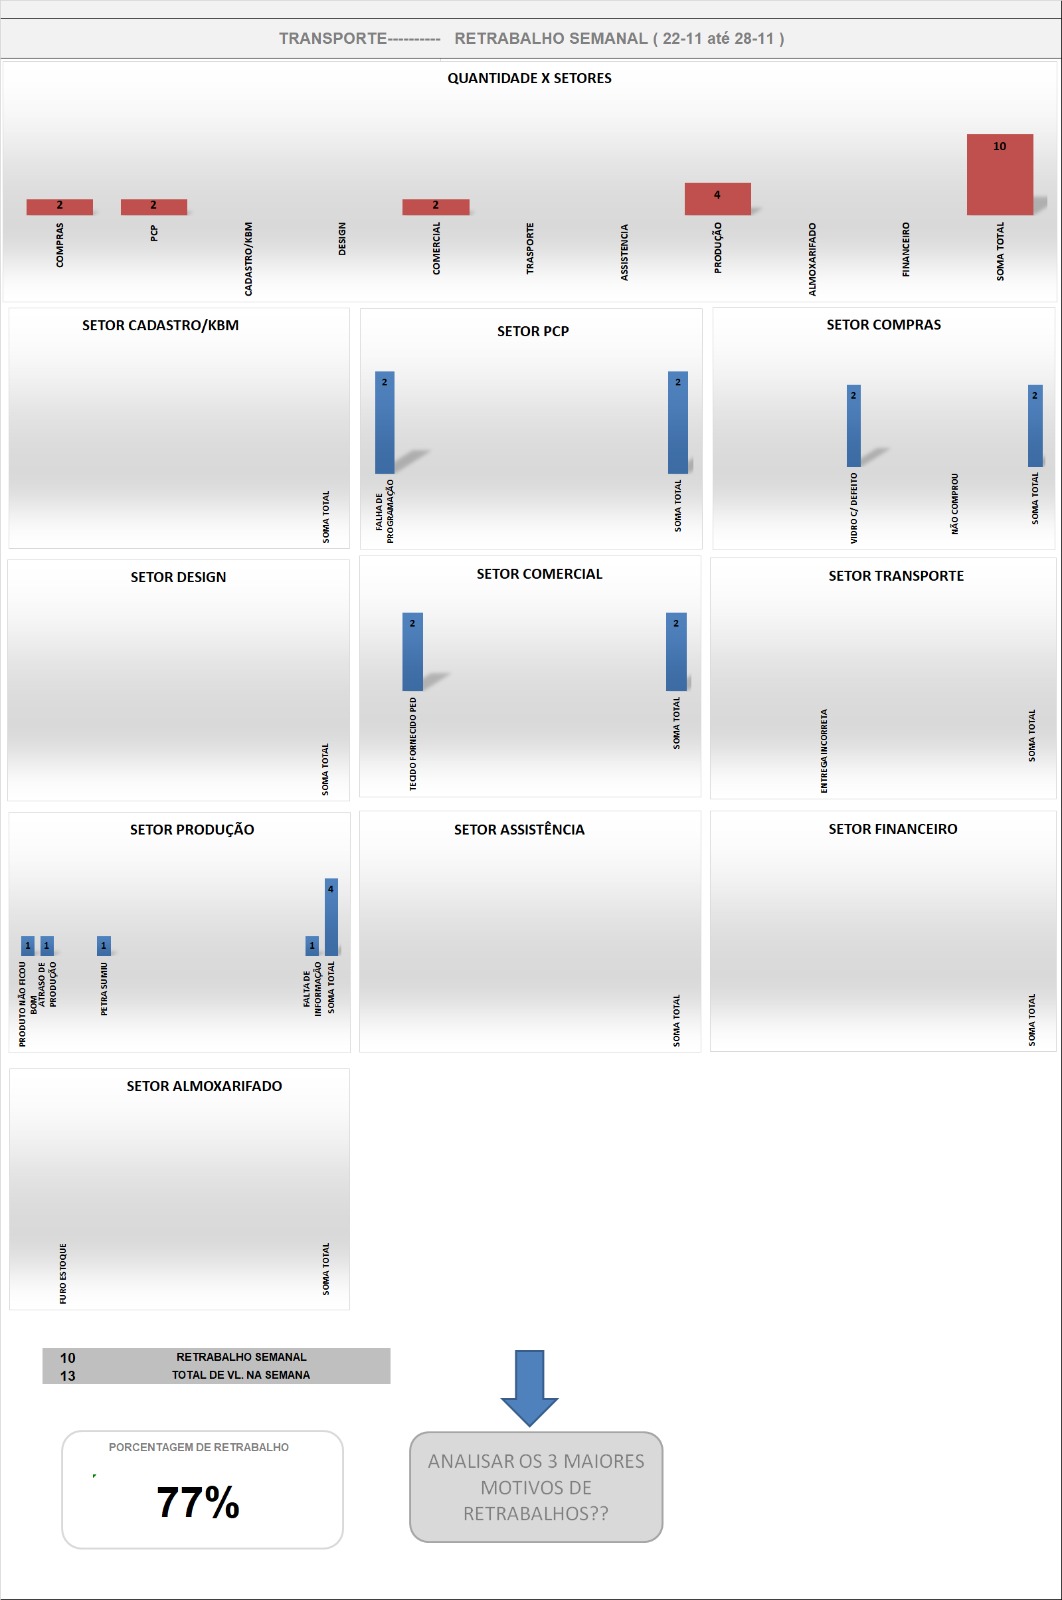 TRANSPORTE----------   RETRABALHO SEMANAL ( 22-11 até 28-11 )
QUANTIDADE X SETORES
2
2
2
4
10
COMPRAS
PCP
CADASTRO/KBM
DESIGN
COMERCIAL
TRASPORTE
ASSISTENCIA
PRODUÇÃO
ALMOXARIFADO
FINANCEIRO
SOMA TOTAL
SETOR CADASTRO/KBM
SOMA TOTAL
SETOR PCP
2
2
FALHA DE
PROGRAMAÇÃO
SOMA TOTAL
SETOR COMPRAS
2
2
VIDRO C/ DEFEITO
NÃO COMPROU
SOMA TOTAL
SETOR DESIGN
SOMA TOTAL
SETOR COMERCIAL
2
2
TECIDO FORNECIDO PED
SOMA TOTAL
SETOR TRANSPORTE
ENTREGA INCORRETA
SOMA TOTAL
SETOR PRODUÇÃO
1
1
1
1
4
PRODUTO NÃO FICOU
BOM
ATRASO DE
PRODUÇÃO
PETRA SUMIU
FALTA DE
INFORMAÇÃO
SOMA TOTAL
SETOR ASSISTÊNCIA
SOMA TOTAL
SETOR FINANCEIRO
SOMA TOTAL
SETOR ALMOXARIFADO
FURO ESTOQUE
SOMA TOTAL
10 RETRABALHO SEMANAL
13 TOTAL DE VL. NA SEMANA
PORCENTAGEM DE RETRABALHO
77%
ANALISAR OS 3 MAIORES
MOTIVOS DE
RETRABALHOS??